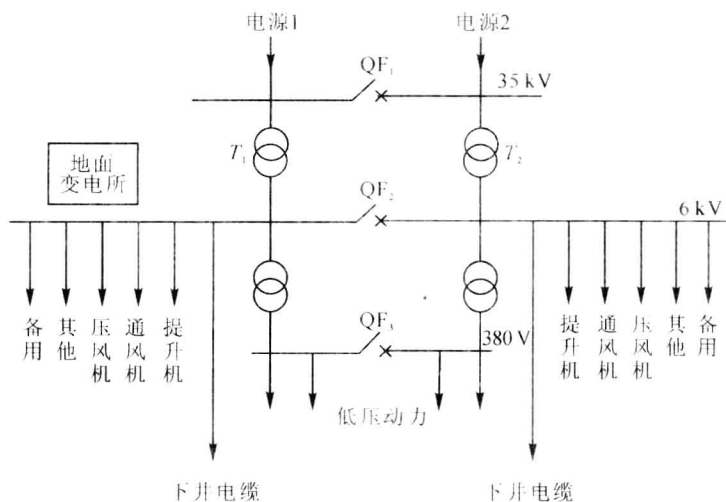 电源1
电源2
QF₁
35 kV
T₁
T₂
地面
变电所
QF₂
6 kV
备用
其他
压风机
通风机
提升机
QF₃
380 V
提升机
通风机
压风机
其他
备用
低压动力
下井电缆
下井电缆